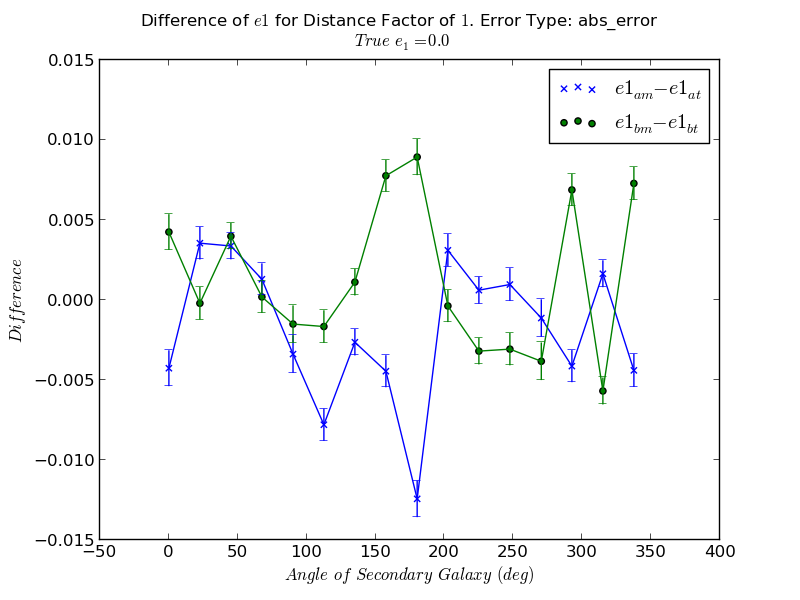 Difference of e1 for Distance Factor of 1. Error Type: abs_error
True e1 =0.0
0.015
0.010
0.005
0.000
−0.005
−0.010
−0.015
−50
0
50
100
150
200
250
300
350
400
Difference
Angle of Secondary Galaxy (deg)
e1am−e1at
e1bm−e1bt